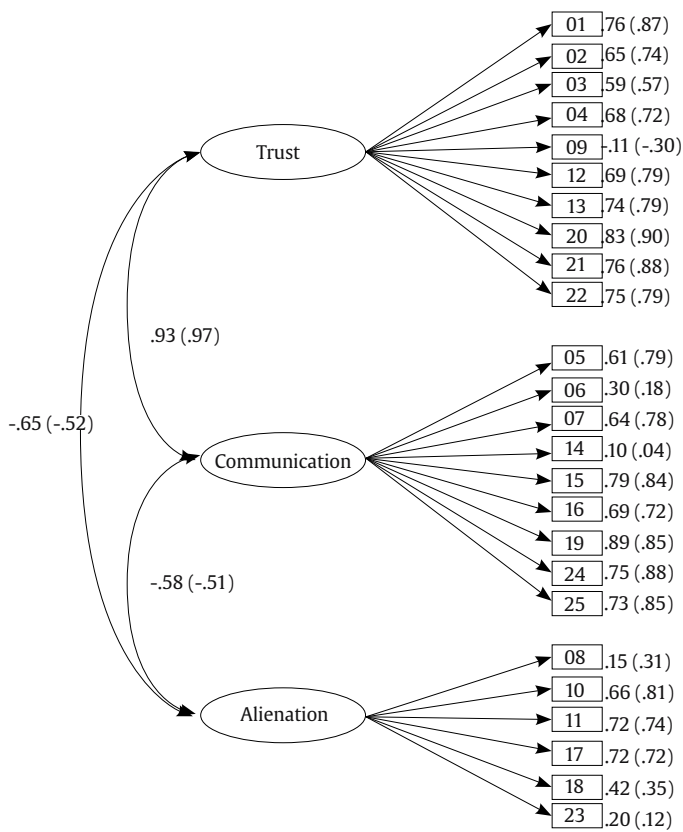 01 .76 (.87)
02 .65 (.74)
03 .59 (.57)
04 .68 (.72)
09 -.11 (-.30)
12 .69 (.79)
13 .74 (.79)
20 .83 (.90)
21 .76 (.88)
22 .75 (.79)
Trust
.93 (.97)
-.65 (-.52)
05 .61 (.79)
06 .30 (.18)
07 .64 (.78)
14 .10 (.04)
15 .79 (.84)
16 .69 (.72)
19 .89 (.85)
24 .75 (.88)
25 .73 (.85)
Communication
-.58 (-.51)
08 .15 (.31)
10 .66 (.81)
11 .72 (.74)
17 .72 (.72)
18 .42 (.35)
23 .20 (.12)
Alienation